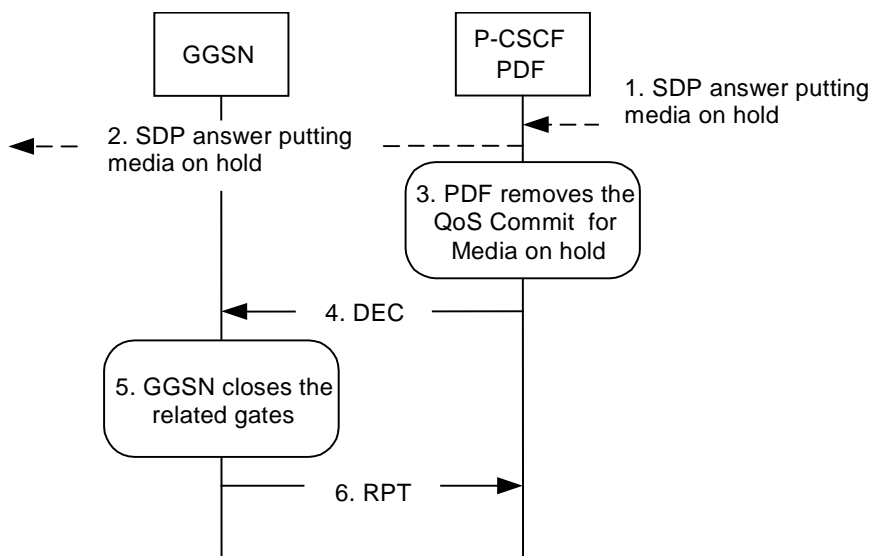 GGSN
P-CSCF
PDF
1. SDP answer putting
media on hold
2. SDP answer putting
media on hold
3. PDF removes the
QoS Commit for
Media on hold
4. DEC
5. GGSN closes the
related gates
6. RPT